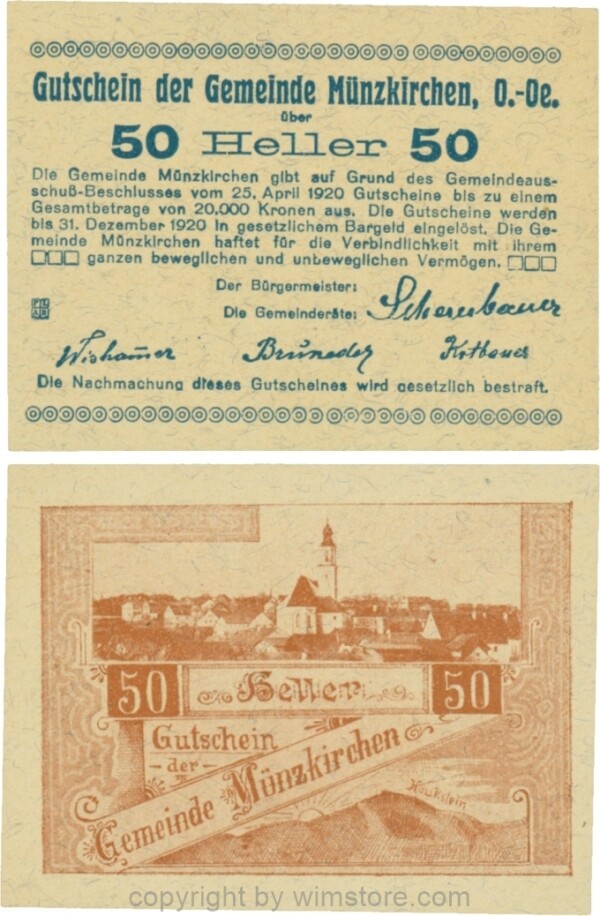 Gutschein der Gemeinde Münzkirchen, O.-Oe.
über
50 Heller 50
Die Gemeinde Münzkirchen gibt auf Grund des Gemeindeaus-
schuß-Beschlusses vom 25. April 1920 Gutscheine bis zu einem
Gesamtbetrage von 20.000 Kronen aus. Die Gutscheine werden
bis 31. Dezember 1920 in gesetzlichem Bargeld eingelöst. Die Ge-
meinde Münzkirchen haftet für die Verbindlichkeit mit ihrem
ganzen beweglichen und unbeweglichen Vermögen.
Der Bürgermeister:
Die Gemeinderäte:
Die Nachmachung dieses Gutscheines wird gesetzlich bestraft.
50 Heller 50
Gutschein
- der -
Gemeinde Münzkirchen
Haukstein
copyright by wimstore.com